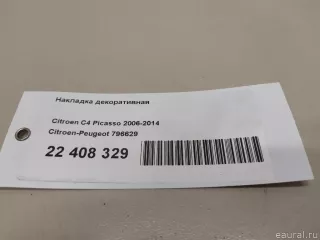 Накладка декоративная
Citroen C4 Picasso 2006-2014
Citroen-Peugeot 796629
22 408 329
© eaural.ru